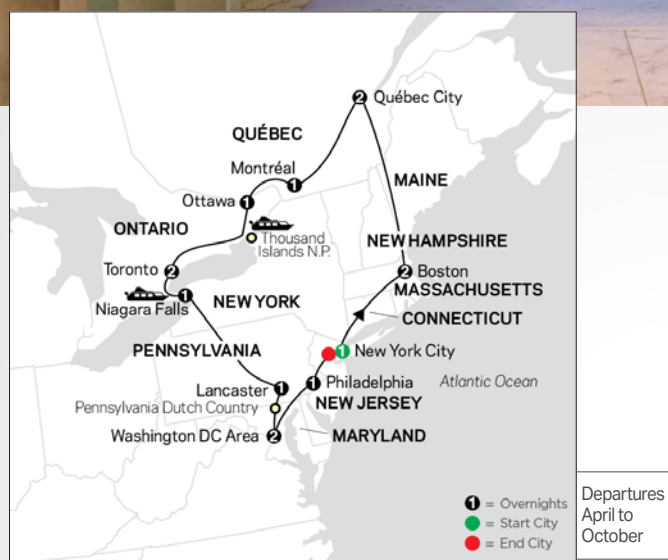 2 Québec City
QUÉBEC
Montréal
1
MAINE
Ottawa 1
ONTARIO
Thousand
Islands N.P.
NEW HAMPSHIRE
Toronto 2
2 Boston
MASSACHUSETTS
1
NEW YORK
Niagara Falls
CONNECTICUT
PENNSYLVANIA
1 New York City
Lancaster 1
1 Philadelphia
Atlantic Ocean
Pennsylvania Dutch Country
NEW JERSEY
Washington DC Area 2
MARYLAND
1 = Overnights
= Start City
= End City
Departures
April to
October